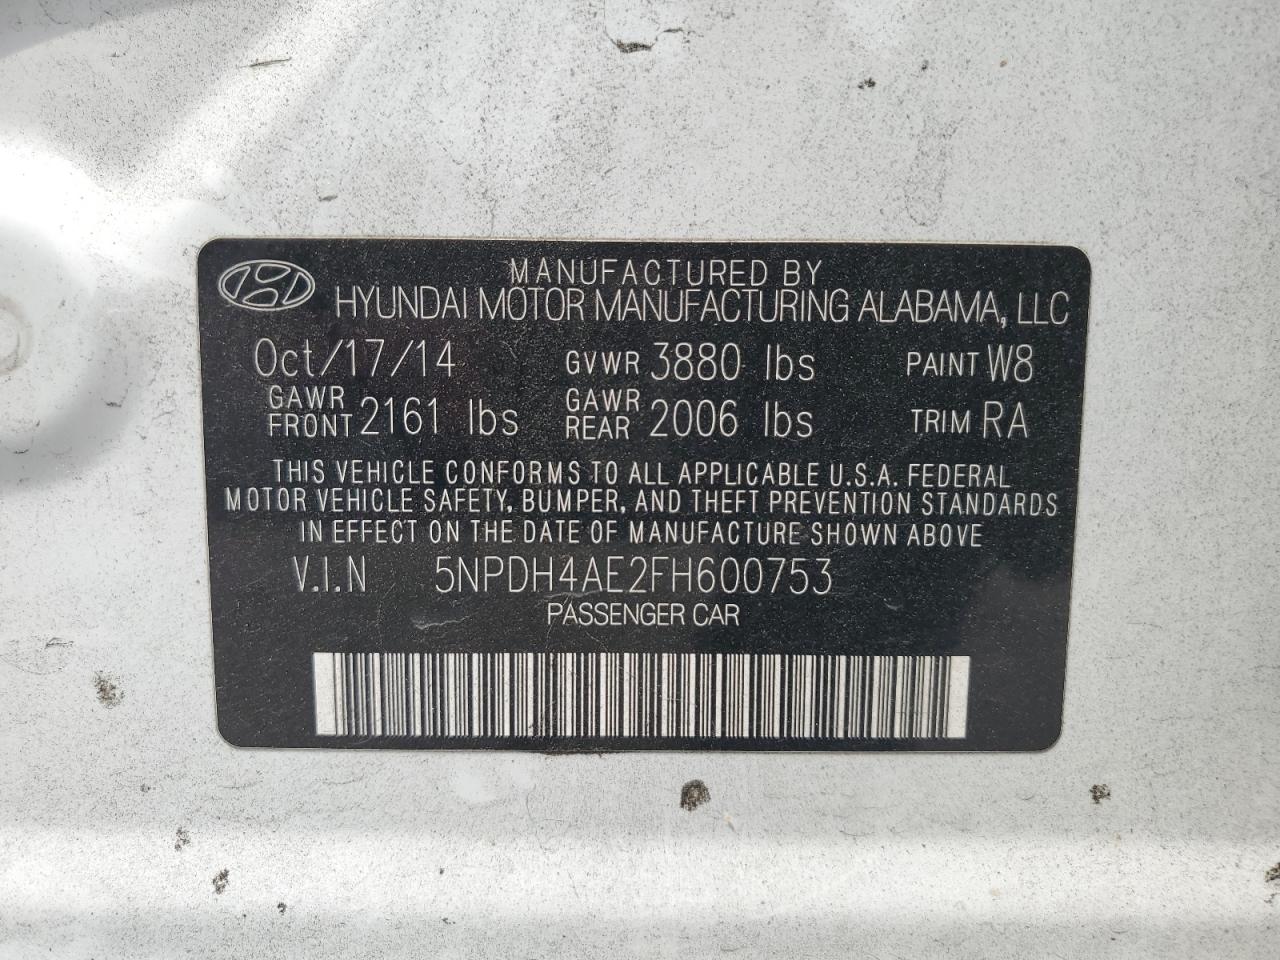 MANUFACTURED BY
HYUNDAI MOTOR MANUFACTURING ALABAMA, LLC
Oct/17/14 GVWR 3880 lbs PAINT W8
GAWR FRONT 2161 lbs GAWR REAR 2006 lbs TRIM RA
THIS VEHICLE CONFORMS TO ALL APPLICABLE U.S.A. FEDERAL
MOTOR VEHICLE SAFETY, BUMPER, AND THEFT PREVENTION STANDARDS
IN EFFECT ON THE DATE OF MANUFACTURE SHOWN ABOVE
V.I.N 5NPDH4AE2FH600753
PASSENGER CAR